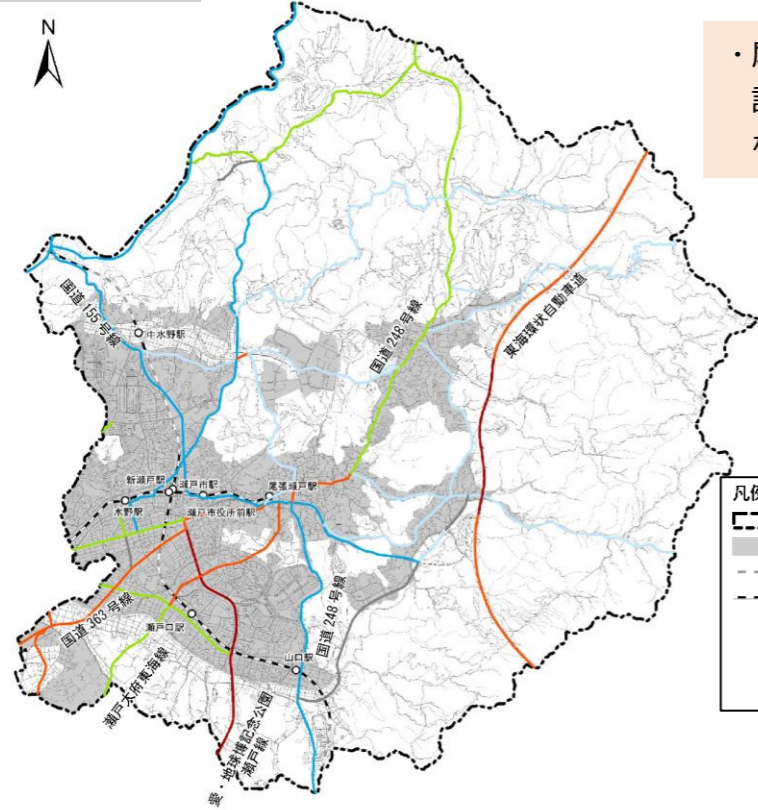 N
・
国道155号線
中水野駅
国道248号線
東海環状自動車道
新瀬戸駅
瀬戸市駅
尾張瀬戸駅
水野駅
瀬戸市役所前駅
凡例
国道363号線
瀬戸口駅
国道248号線
山口駅
瀬戸大府東海線
愛・地球博記念公園
瀬戸線